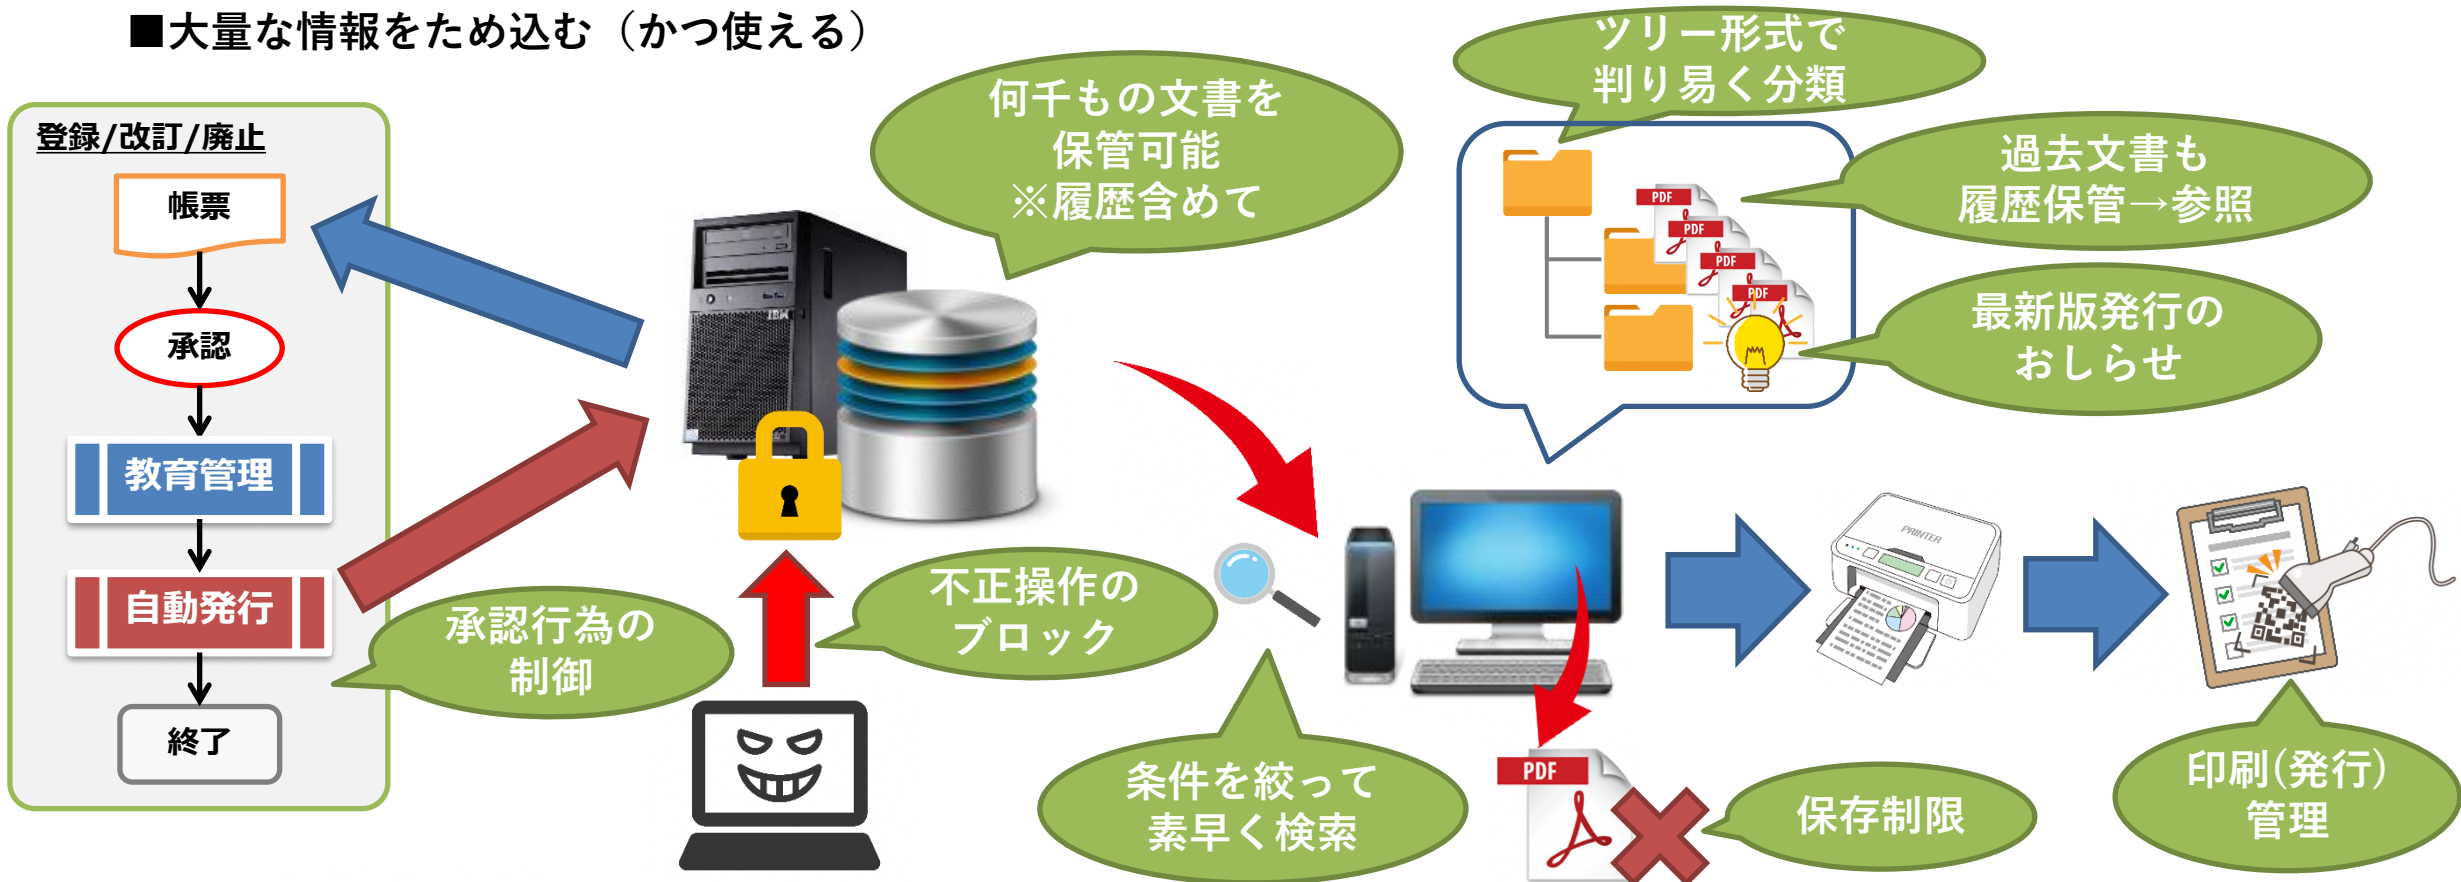 ■大量な情報をため込む（かつ使える）
登録/改訂/廃止
帳票
承認
教育管理
自動発行
終了
何千もの文書を
保管可能
※履歴含めて
ツリー形式で
判り易く分類
過去文書も
履歴保管→参照
最新版発行の
おしらせ
PDF
PDF
PDF
PDF
IBM
承認行為の
制御
不正操作の
ブロック
条件を絞って
素早く検索
PRINTER
PDF
保存制限
印刷(発行)
管理